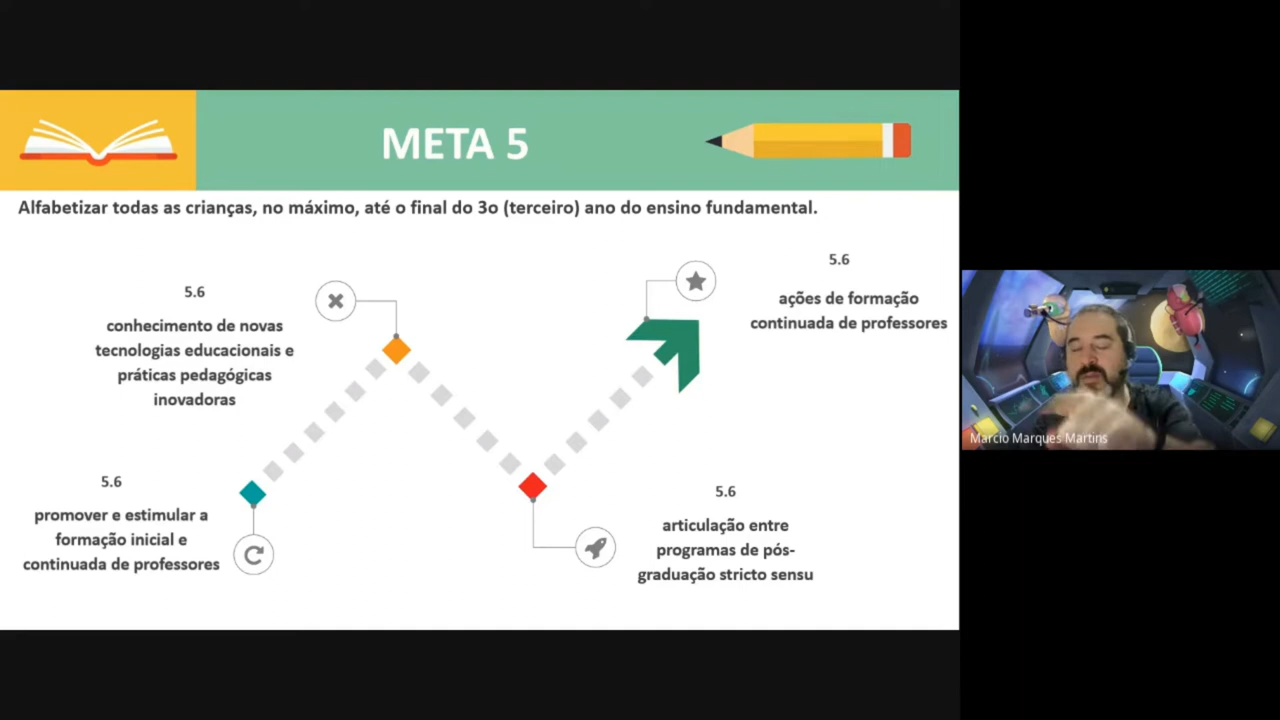 META 5
Alfabetizar todas as crianças, no máximo, até o final do 3o (terceiro) ano do ensino fundamental.
5.6
conhecimento de novas
tecnologias educacionais e
práticas pedagógicas
inovadoras
5.6
ações de formação
continuada de professores
5.6
promover e estimular a
formação inicial e
continuada de professores
5.6
articulação entre
programas de pós-
graduação stricto sensu
Marcio Marques Martins